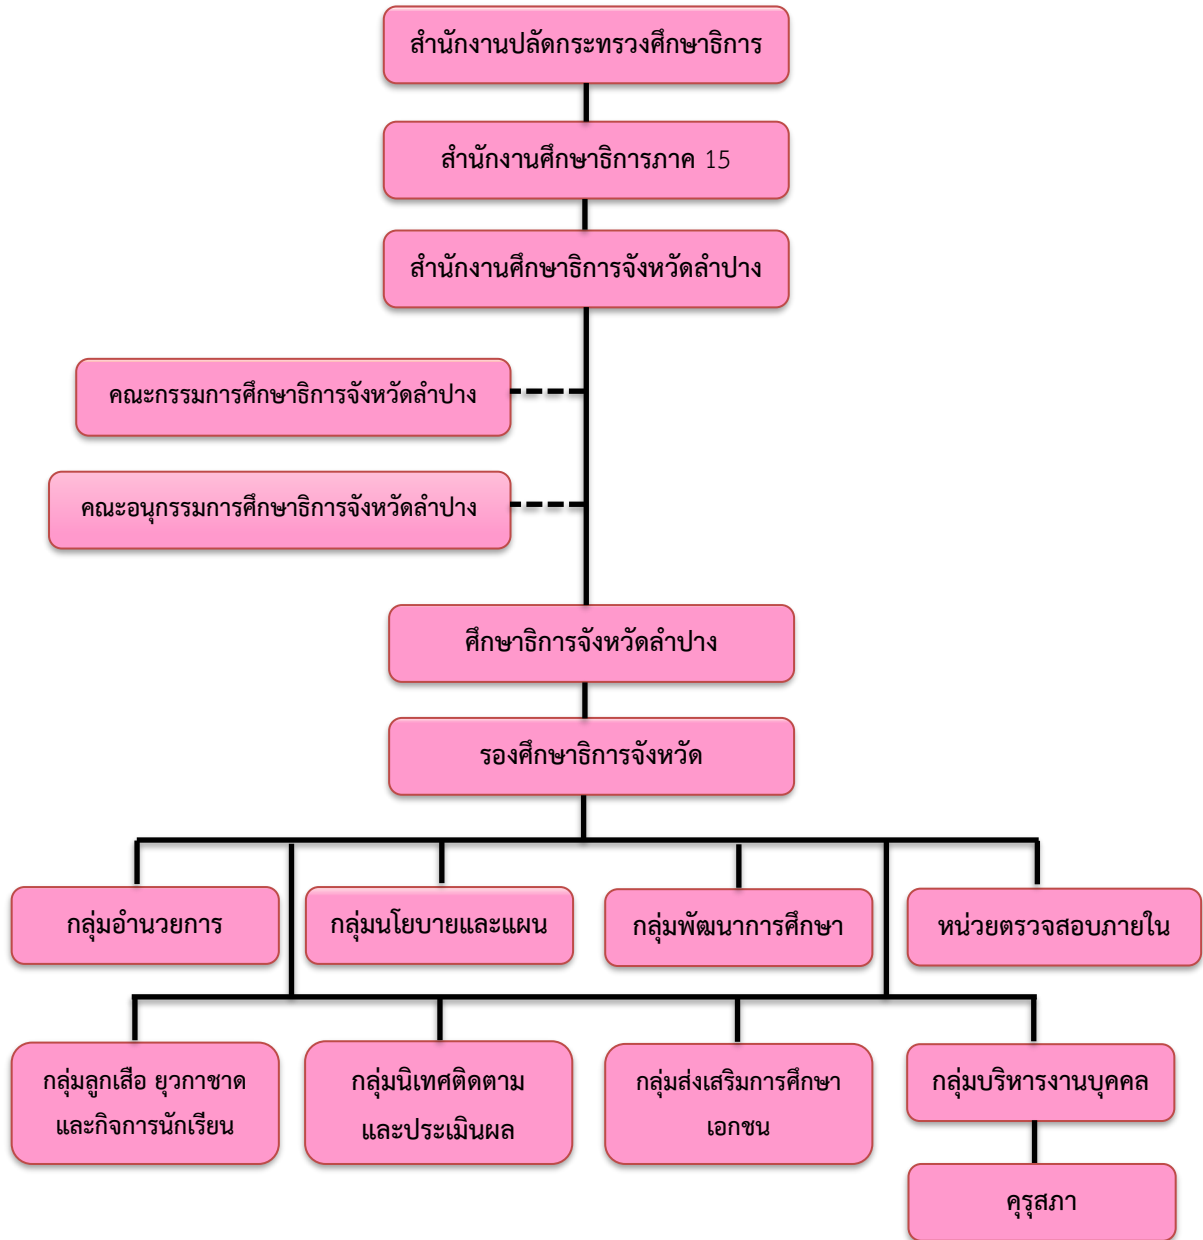 สำนักงานปลัดกระทรวงศึกษาธิการ
สำนักงานศึกษาธิการภาค 15
สำนักงานศึกษาธิการจังหวัดลำปาง
คณะกรรมการศึกษาธิการจังหวัดลำปาง
คณะอนุกรรมการศึกษาธิการจังหวัดลำปาง
ศึกษาธิการจังหวัดลำปาง
รองศึกษาธิการจังหวัด
กลุ่มอำนวยการ
กลุ่มนโยบายและแผน
กลุ่มพัฒนาการศึกษา
หน่วยตรวจสอบภายใน
กลุ่มลูกเสือ ยุวกาชาด
และกิจการนักเรียน
กลุ่มนิเทศติดตาม
และประเมินผล
กลุ่มส่งเสริมการศึกษา
เอกชน
กลุ่มบริหารงานบุคคล
คุรุสภา